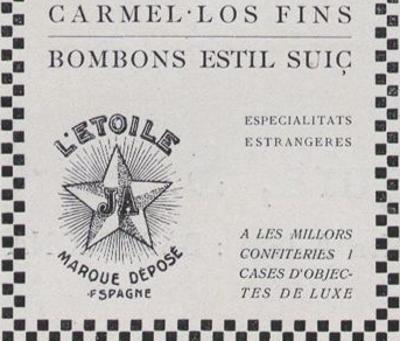 CARMEL·LOS FINS
BOMBONS ESTIL SUIÇ
ESPECIALITATS
ESTRANGERES
L'ETOILE
JA
MARQUE DÉPOSÉ
ESPAGNE
A LES MILLORS
CONFITERIES I
CASES D'OBJEC-
TES DE LUXE